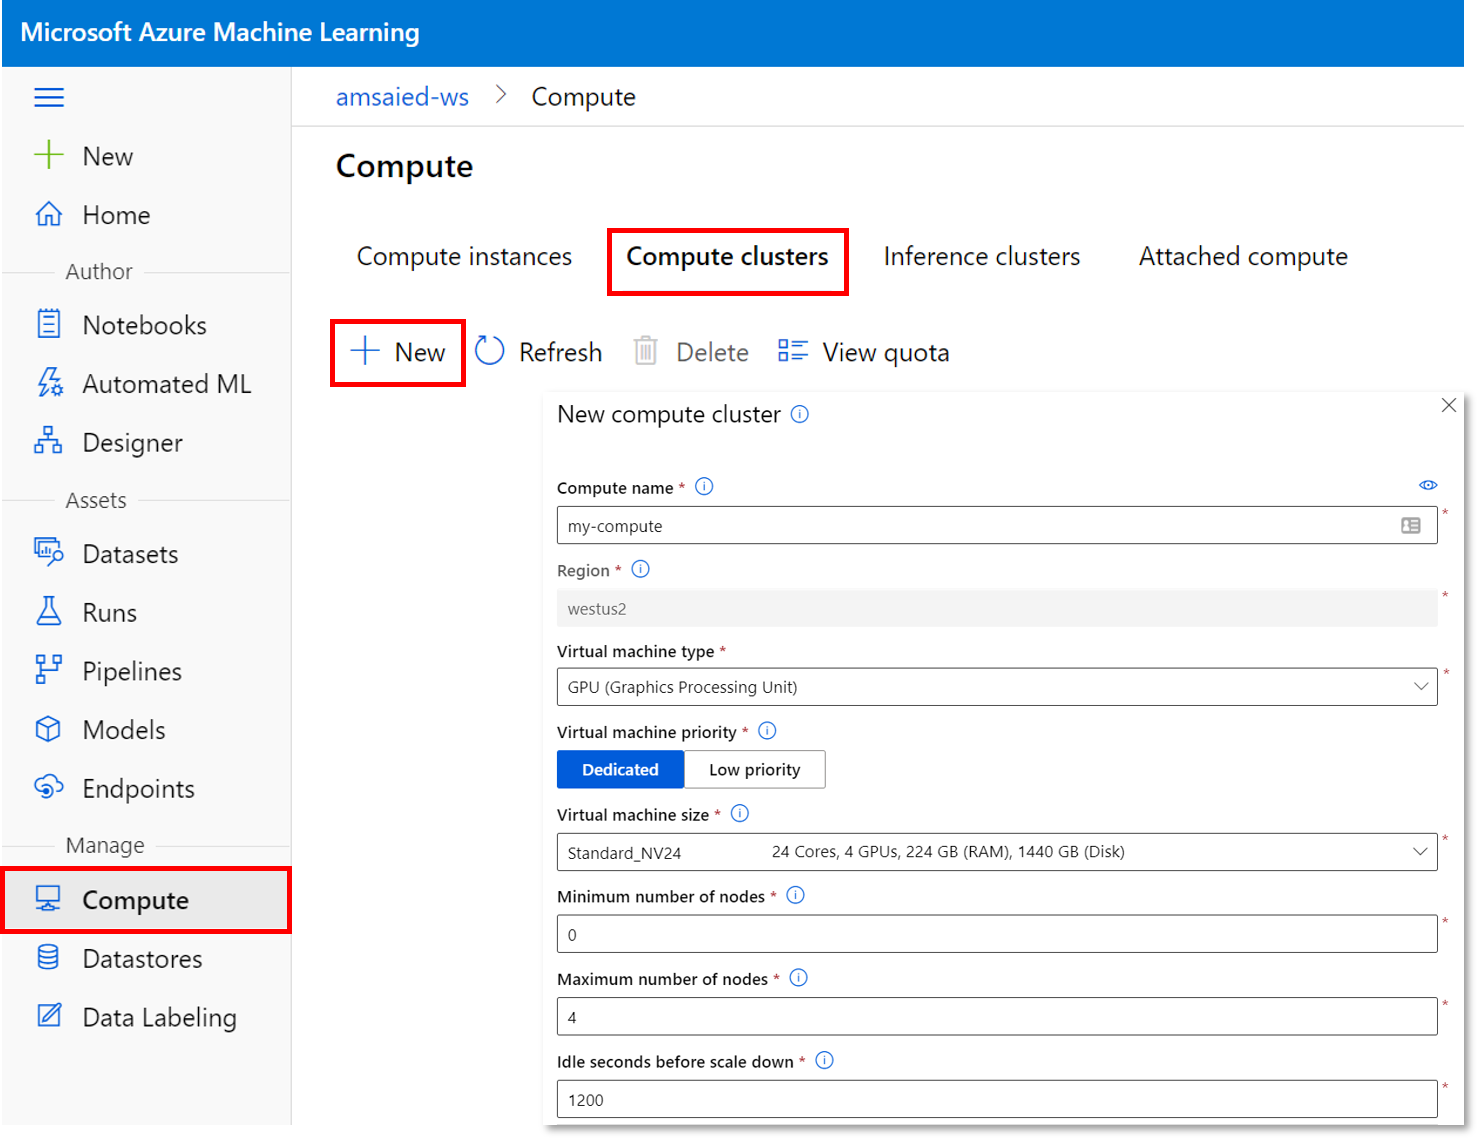 Microsoft Azure Machine Learning
amsaied-ws > Compute
New
Home
Author
Notebooks
Automated ML
Designer
Assets
Datasets
Runs
Pipelines
Models
Endpoints
Manage
Compute
Datastores
Data Labeling
Compute
Compute instances Compute clusters Inference clusters Attached compute
New Refresh Delete View quota
New compute cluster
Compute name *
my-compute *
Region *
westus2 *
Virtual machine type *
GPU (Graphics Processing Unit) *
Virtual machine priority *
Dedicated Low priority
Virtual machine size *
Standard_NV24 24 Cores, 4 GPUs, 224 GB (RAM), 1440 GB (Disk) *
Minimum number of nodes *
0 *
Maximum number of nodes *
4 *
Idle seconds before scale down *
1200 *